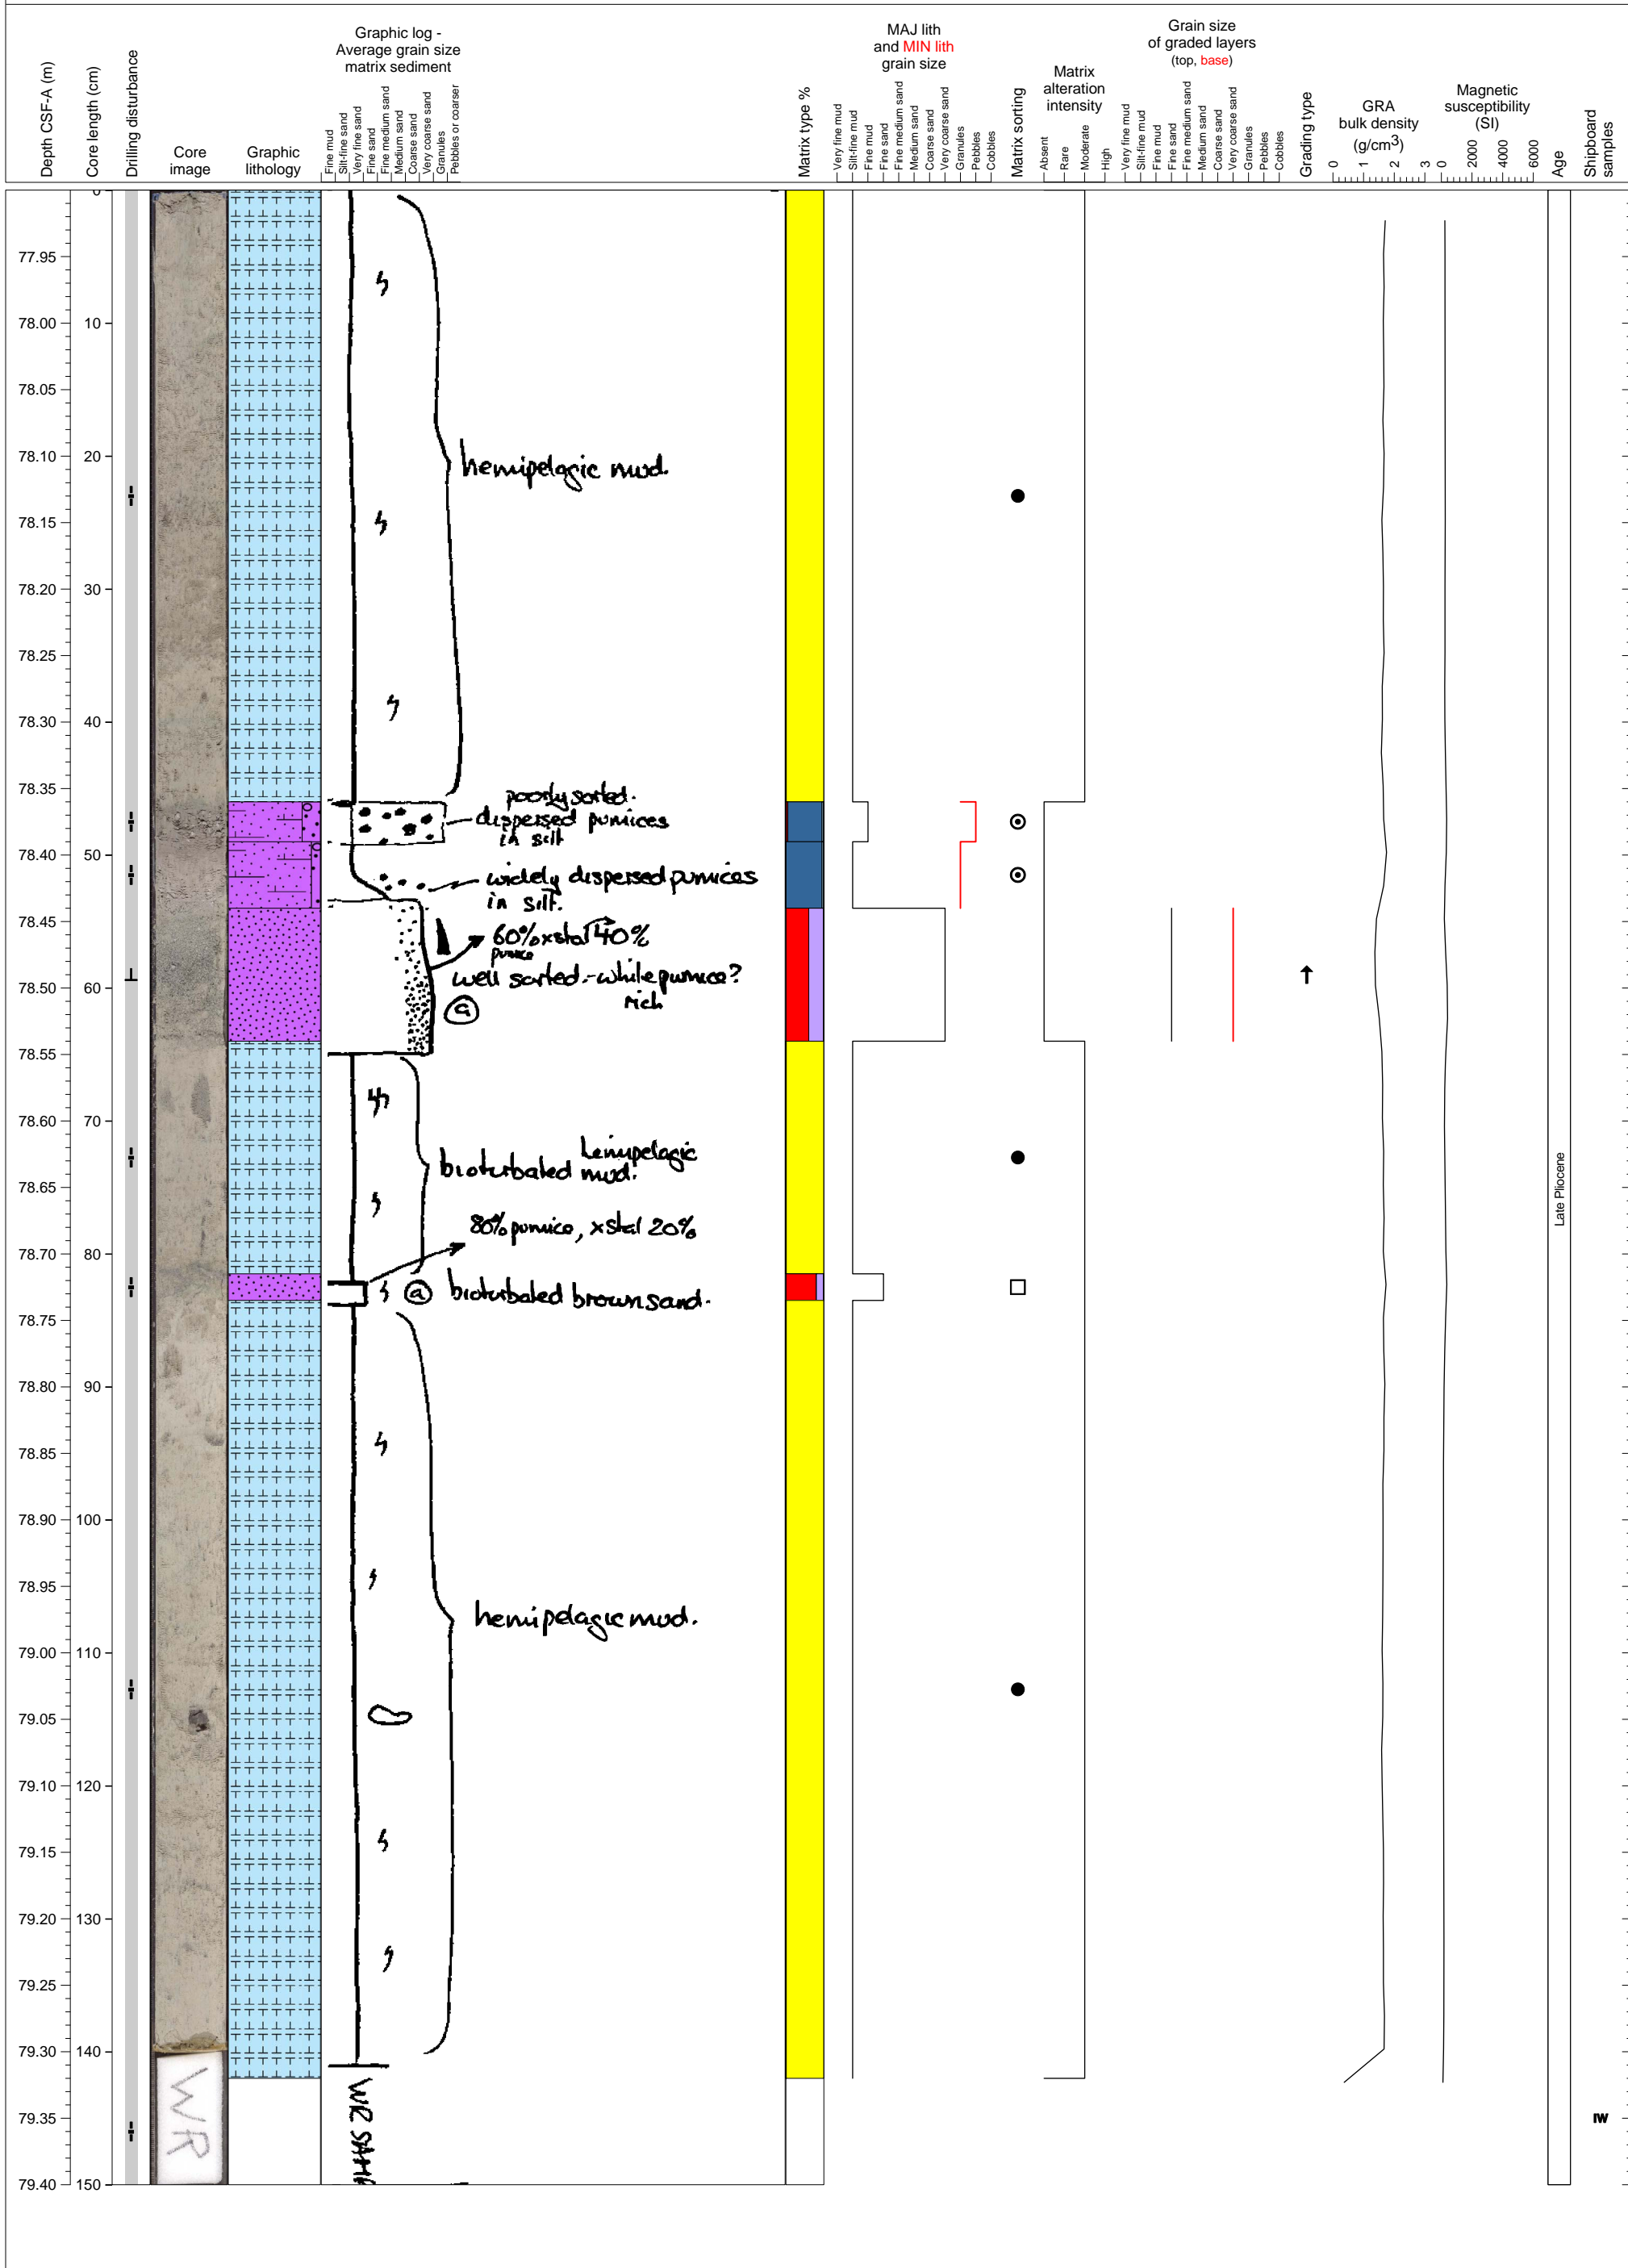 Depth CSF-A (m)
Core length (cm)
Drilling disturbance
Core
image
Graphic
lithology
Graphic log -
Average grain size
matrix sediment
Fine mud
Silt-fine sand
Very fine sand
Fine sand
Fine medium sand
Medium sand
Coarse sand
Very coarse sand
Granules
Pebbles or coarser
Matrix type %
MAJ lith
and MIN lith
grain size
Very fine mud
Silt-fine mud
Fine mud
Fine sand
Fine medium sand
Medium sand
Coarse sand
Very coarse sand
Granules
Pebbles
Cobbles
Matrix sorting
Matrix
alteration
intensity
Absent
Rare
Moderate
High
Grain size
of graded layers
(top, base)
Very fine mud
Silt-fine mud
Fine mud
Fine sand
Fine medium sand
Medium sand
Coarse sand
Very coarse sand
Granules
Pebbles
Cobbles
Grading type
GRA
bulk density
(g/cm3)
0 1 2 3
Magnetic
susceptibility
(SI)
0 2000 4000 6000
Age
Shipboard
samples
0
77.95
78.00 10
78.05
78.10 20
hemipelagic mud.
78.15
78.20 30
78.25
78.30 40
78.35
poorly sorted.
dispersed pumices
in silt
78.40 50
widely dispersed pumices
in silt.
78.45
60% xstal 40%
pumice
well sorted - white pumice?
rich
78.50 60
a
78.55
78.60 70
bioturbated hemipelagic
mud.
78.65
Late Pliocene
78.70 80
80% pumice, xstal 20%
a bioturbated brown sand.
78.75
78.80 90
78.85
78.90 100
78.95
hemipelagic mud.
79.00 110
79.05
79.10 120
79.15
79.20 130
79.25
79.30 140
WR
WR SAMP
79.35
IW
79.40 150